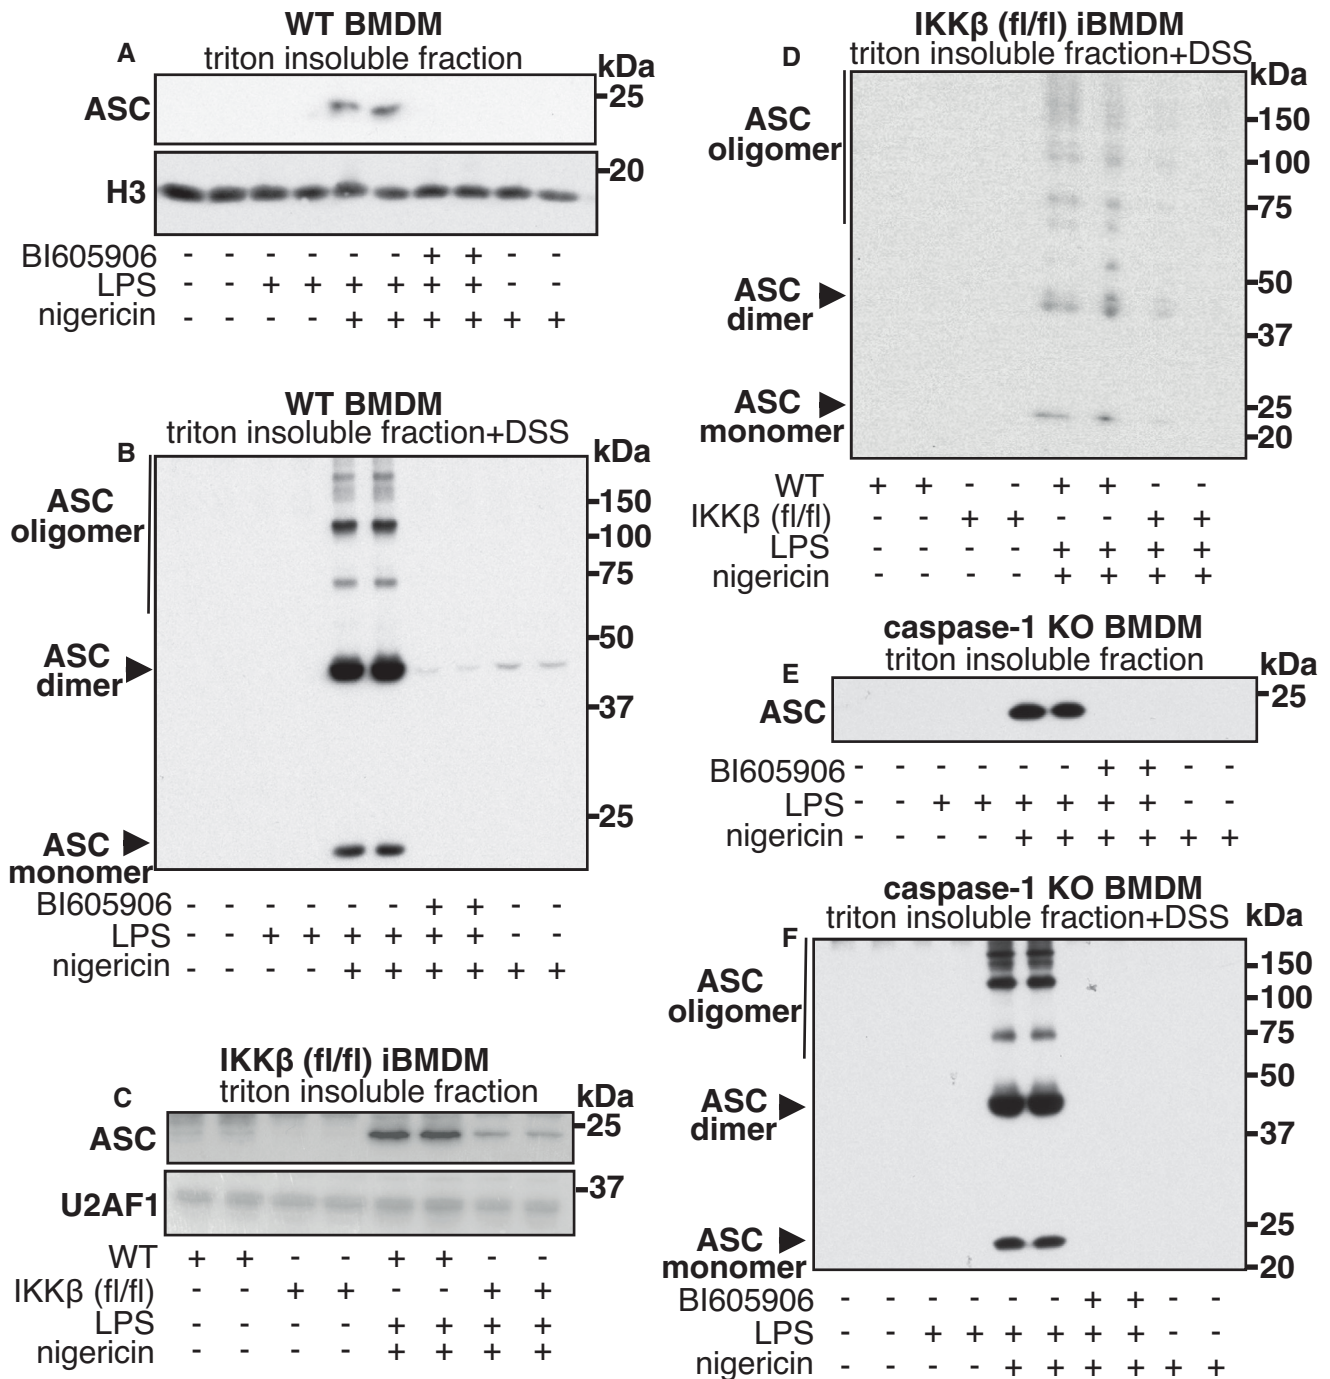 WT BMDM
A
triton insoluble fraction
kDa
ASC
25
H3
20
BI605906 - - - - - - + + - -
LPS - - + + + + + + - -
nigericin - - - - + + + + + +
WT BMDM
triton insoluble fraction+DSS
B
kDa
ASC
oligomer
150
100
75
50
ASC
dimer
37
25
ASC
monomer
BI605906 - - - - - - + + - -
LPS - - + + + + + + - -
nigericin - - - - + + + + + +
IKKβ (fl/fl) iBMDM
C
triton insoluble fraction
kDa
ASC
25
U2AF1
37
WT + + - - + + - -
IKKβ (fl/fl) - - + + - - + +
LPS - - - - + + + +
nigericin - - - - + + + +
IKKβ (fl/fl) iBMDM
D
triton insoluble fraction+DSS
kDa
ASC
oligomer
150
100
75
ASC
dimer
50
37
ASC
monomer
25
20
WT + + - - + + - -
IKKβ (fl/fl) - - + + - - + +
LPS - - - - + + + +
nigericin - - - - + + + +
caspase-1 KO BMDM
E
triton insoluble fraction
kDa
ASC
25
BI605906 - - - - - - + + - -
LPS - - + + + + + + - -
nigericin - - - - + + + + + +
caspase-1 KO BMDM
triton insoluble fraction+DSS
kDa
F
ASC
oligomer
150
100
75
50
ASC
dimer
37
25
ASC
monomer
20
BI605906 - - - - - - + + - -
LPS - - + + + + + + - -
nigericin - - - - + + + + + +